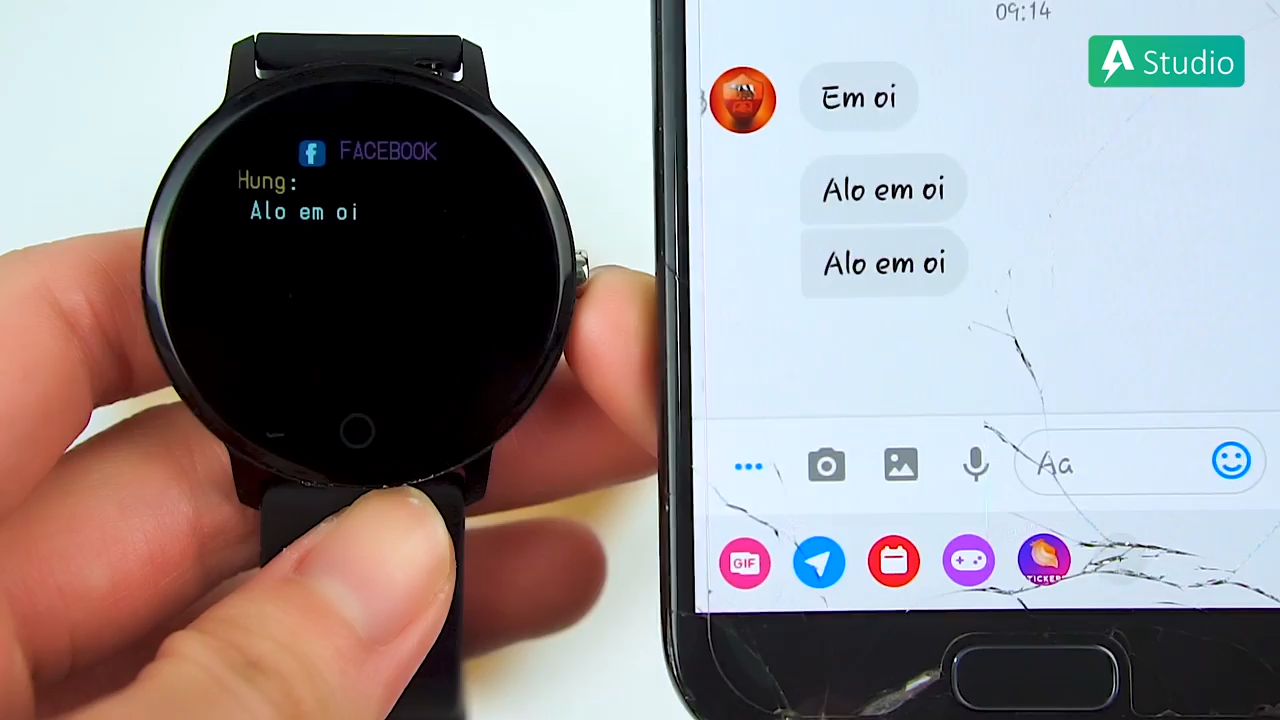 FACEBOOK
Hung:
Alo em oi
09:14
Studio
Em oi
Alo em oi
Alo em oi
Aa
GIF